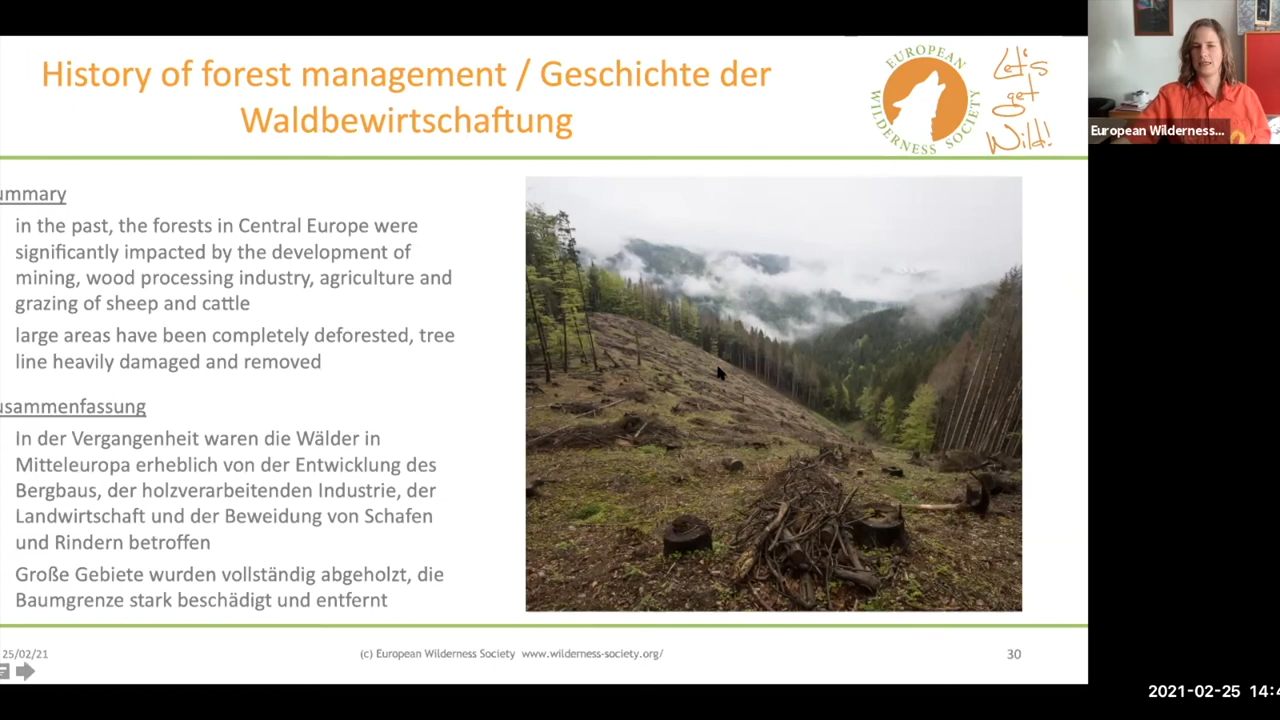 History of forest management / Geschichte der
Waldbewirtschaftung
EUROPEAN
WILDERNESS SOCIETY
Let's
get
Wild!
European Wilderness...
ummary
in the past, the forests in Central Europe were
significantly impacted by the development of
mining, wood processing industry, agriculture and
grazing of sheep and cattle
large areas have been completely deforested, tree
line heavily damaged and removed
usammenfassung
In der Vergangenheit waren die Wälder in
Mitteleuropa erheblich von der Entwicklung des
Bergbaus, der holzverarbeitenden Industrie, der
Landwirtschaft und der Beweidung von Schafen
und Rindern betroffen
Große Gebiete wurden vollständig abgeholzt, die
Baumgrenze stark beschädigt und entfernt
25/02/21
(c) European Wilderness Society www.wilderness-society.org/
30
2021-02-25 14:4